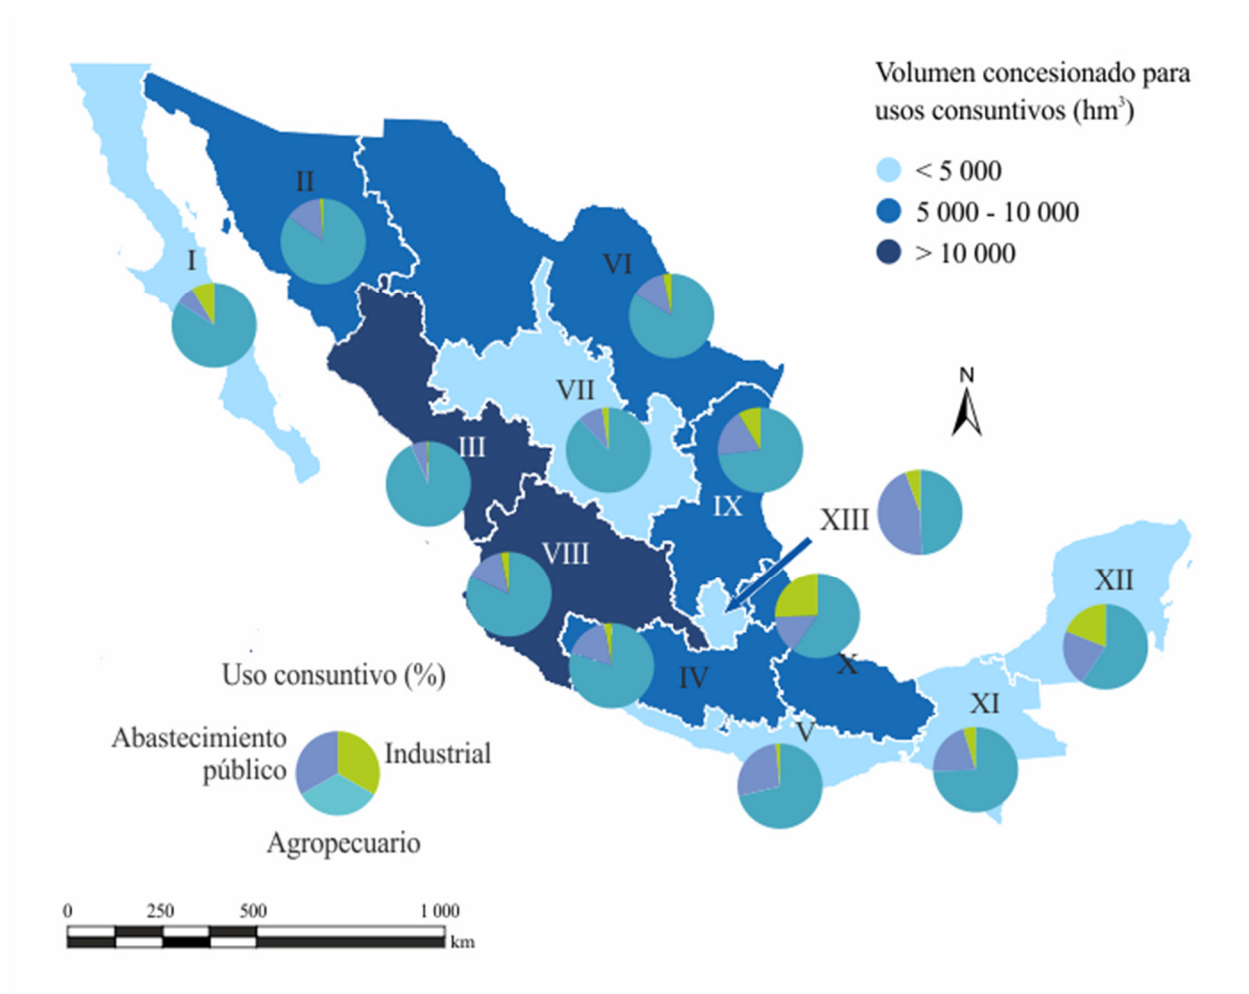 Volumen concesionado para
usos consuntivos (hm³)
< 5 000
5 000 - 10 000
> 10 000
II
I
VI
N
VII
III
IX
XIII
VIII
XII
X
IV
XI
V
Uso consuntivo (%)
Abastecimiento
público
Industrial
Agropecuario
0 250 500 1 000
km